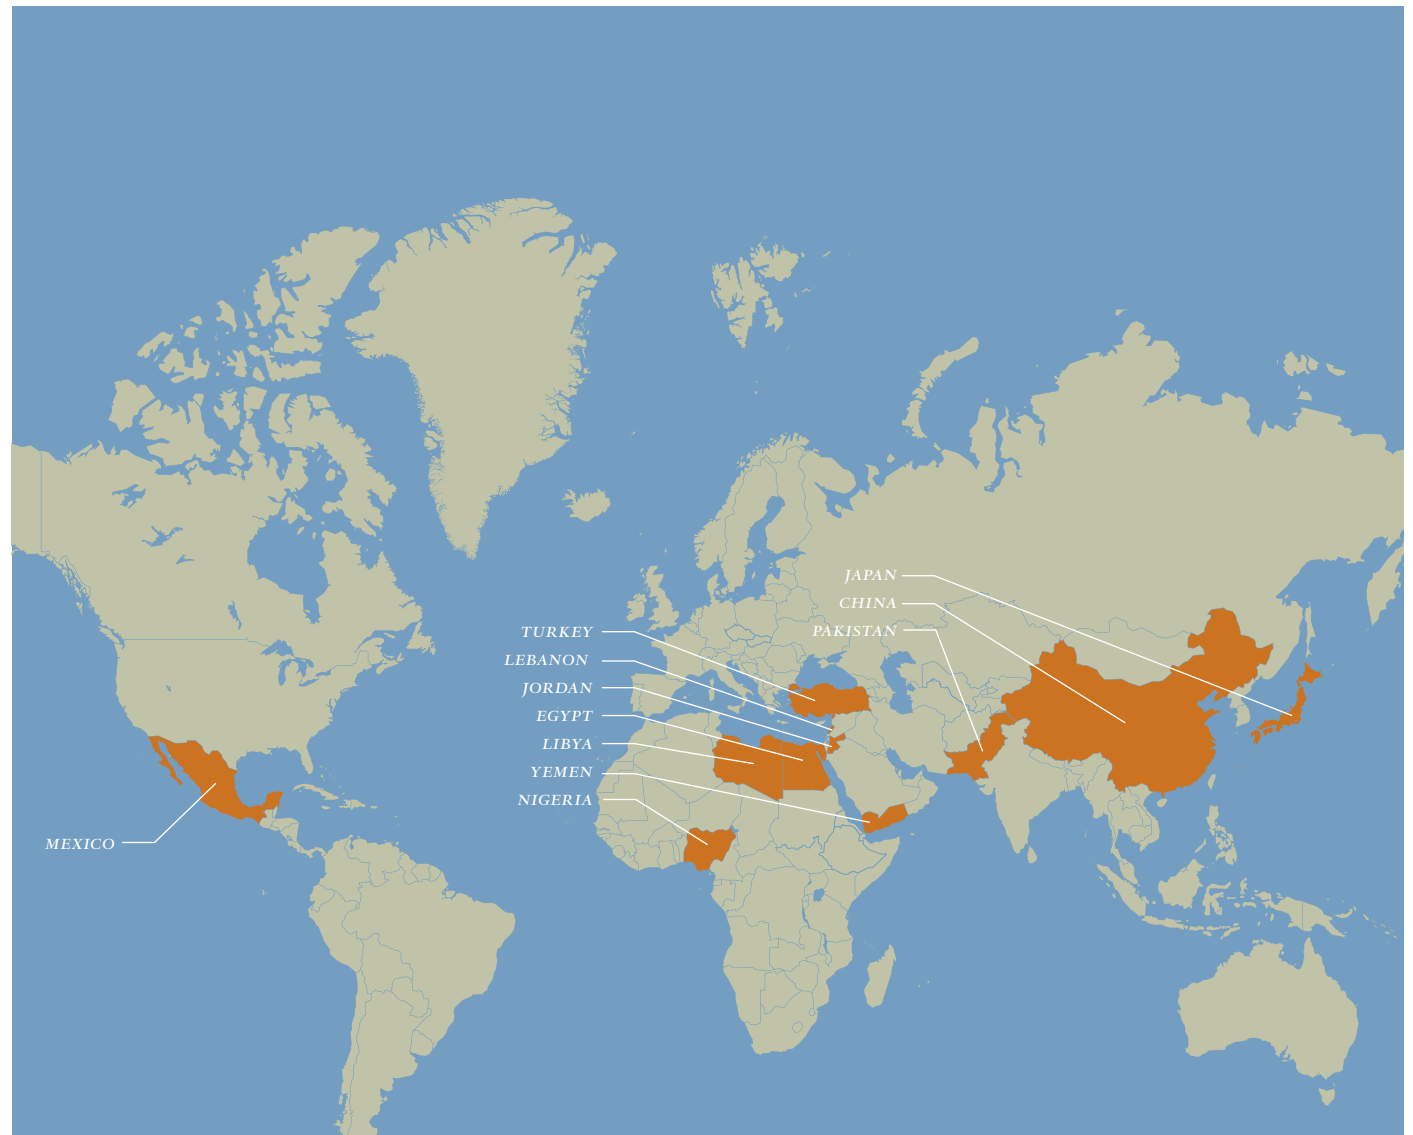 JAPAN
CHINA
PAKISTAN
TURKEY
LEBANON
JORDAN
EGYPT
LIBYA
YEMEN
NIGERIA
MEXICO